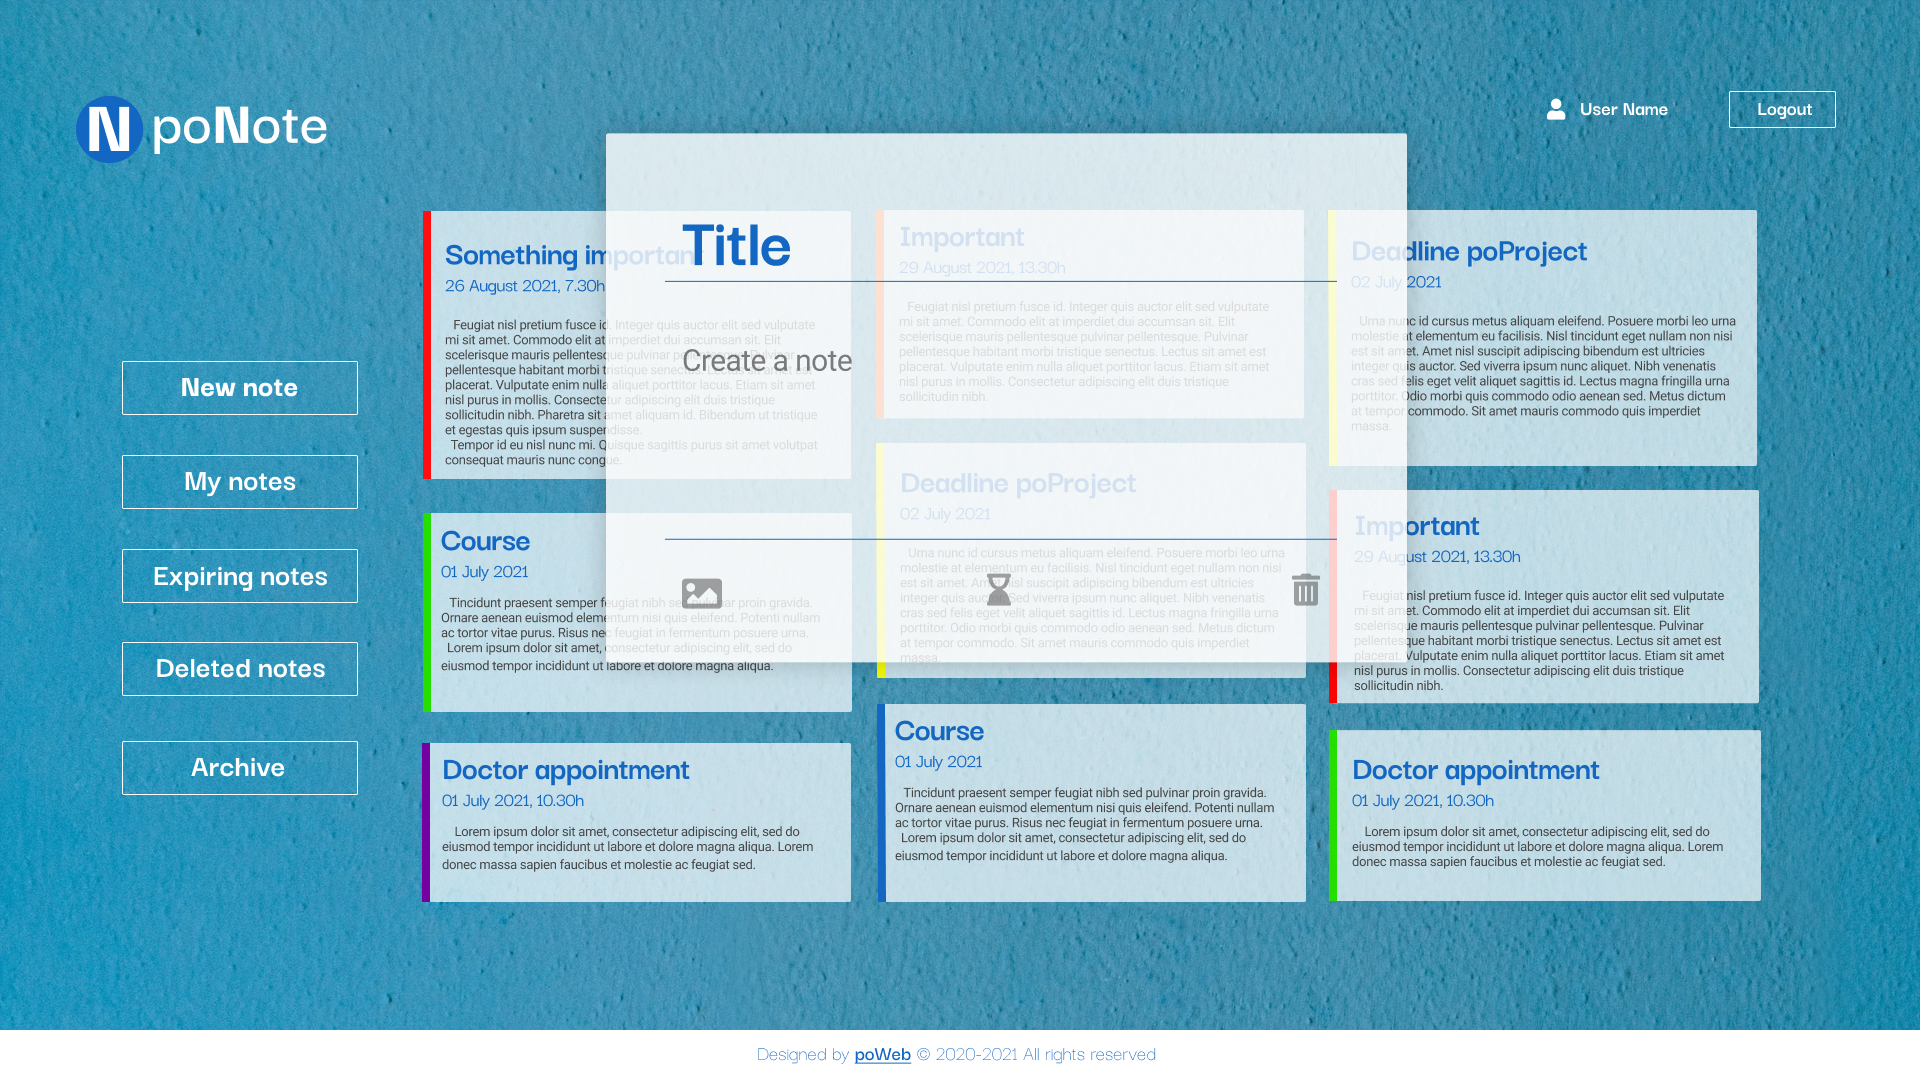 N poNote
User Name
Logout
New note
My notes
Expiring notes
Deleted notes
Archive
Something important
26 August 2021, 7.30h
Feugiat nisl pretium fusce id. Integer quis auctor elit sed vulputate
mi sit amet. Commodo elit at imperdiet dui accumsan sit. Elit
scelerisque mauris pellentesque pulvinar pellentesque. Pulvinar
pellentesque habitant morbi tristique senectus. Lectus sit amet est
placerat. Vulputate enim nulla aliquet porttitor lacus. Etiam sit amet
nisl purus in mollis. Consectetur adipiscing elit duis tristique
sollicitudin nibh. Pharetra sit amet aliquam id. Bibendum ut tristique
et egestas quis ipsum suspendisse.
Tempor id eu nisl nunc mi. Quisque sagittis purus sit amet volutpat
consequat mauris nunc congue.
Course
01 July 2021
Tincidunt praesent semper feugiat nibh sed pulvinar proin gravida.
Ornare aenean euismod elementum nisi quis eleifend. Potenti nullam
ac tortor vitae purus. Risus nec feugiat in fermentum posuere urna.
Lorem ipsum dolor sit amet, consectetur adipiscing elit, sed do
eiusmod tempor incididunt ut labore et dolore magna aliqua.
Doctor appointment
01 July 2021, 10.30h
Lorem ipsum dolor sit amet, consectetur adipiscing elit, sed do
eiusmod tempor incididunt ut labore et dolore magna aliqua. Lorem
donec massa sapien faucibus et molestie ac feugiat sed.
Title
Create a note
Important
29 August 2021, 13.30h
Feugiat nisl pretium fusce id. Integer quis auctor elit sed vulputate
mi sit amet. Commodo elit at imperdiet dui accumsan sit. Elit
scelerisque mauris pellentesque pulvinar pellentesque. Pulvinar
pellentesque habitant morbi tristique senectus. Lectus sit amet est
placerat. Vulputate enim nulla aliquet porttitor lacus. Etiam sit amet
nisl purus in mollis. Consectetur adipiscing elit duis tristique
sollicitudin nibh.
Deadline poProject
02 July 2021
Urna nunc id cursus metus aliquam eleifend. Posuere morbi leo urna
molestie at elementum eu facilisis. Nisl tincidunt eget nullam non nisi
est sit amet. Amet nisl suscipit adipiscing bibendum est ultricies
integer quis auctor. Sed viverra ipsum nunc aliquet. Nibh venenatis
cras sed felis eget velit aliquet sagittis id. Lectus magna fringilla urna
porttitor. Odio morbi quis commodo odio aenean sed. Metus dictum
at tempor commodo. Sit amet mauris commodo quis imperdiet
massa.
Course
01 July 2021
Tincidunt praesent semper feugiat nibh sed pulvinar proin gravida.
Ornare aenean euismod elementum nisi quis eleifend. Potenti nullam
ac tortor vitae purus. Risus nec feugiat in fermentum posuere urna.
Lorem ipsum dolor sit amet, consectetur adipiscing elit, sed do
eiusmod tempor incididunt ut labore et dolore magna aliqua.
Deadline poProject
02 July 2021
Urna nunc id cursus metus aliquam eleifend. Posuere morbi leo urna
molestie at elementum eu facilisis. Nisl tincidunt eget nullam non nisi
est sit amet. Amet nisl suscipit adipiscing bibendum est ultricies
integer quis auctor. Sed viverra ipsum nunc aliquet. Nibh venenatis
cras sed felis eget velit aliquet sagittis id. Lectus magna fringilla urna
porttitor. Odio morbi quis commodo odio aenean sed. Metus dictum
at tempor commodo. Sit amet mauris commodo quis imperdiet
massa.
Important
29 August 2021, 13.30h
Feugiat nisl pretium fusce id. Integer quis auctor elit sed vulputate
mi sit amet. Commodo elit at imperdiet dui accumsan sit. Elit
scelerisque mauris pellentesque pulvinar pellentesque. Pulvinar
pellentesque habitant morbi tristique senectus. Lectus sit amet est
placerat. Vulputate enim nulla aliquet porttitor lacus. Etiam sit amet
nisl purus in mollis. Consectetur adipiscing elit duis tristique
sollicitudin nibh.
Doctor appointment
01 July 2021, 10.30h
Lorem ipsum dolor sit amet, consectetur adipiscing elit, sed do
eiusmod tempor incididunt ut labore et dolore magna aliqua. Lorem
donec massa sapien faucibus et molestie ac feugiat sed.
Designed by poWeb © 2020-2021 All rights reserved